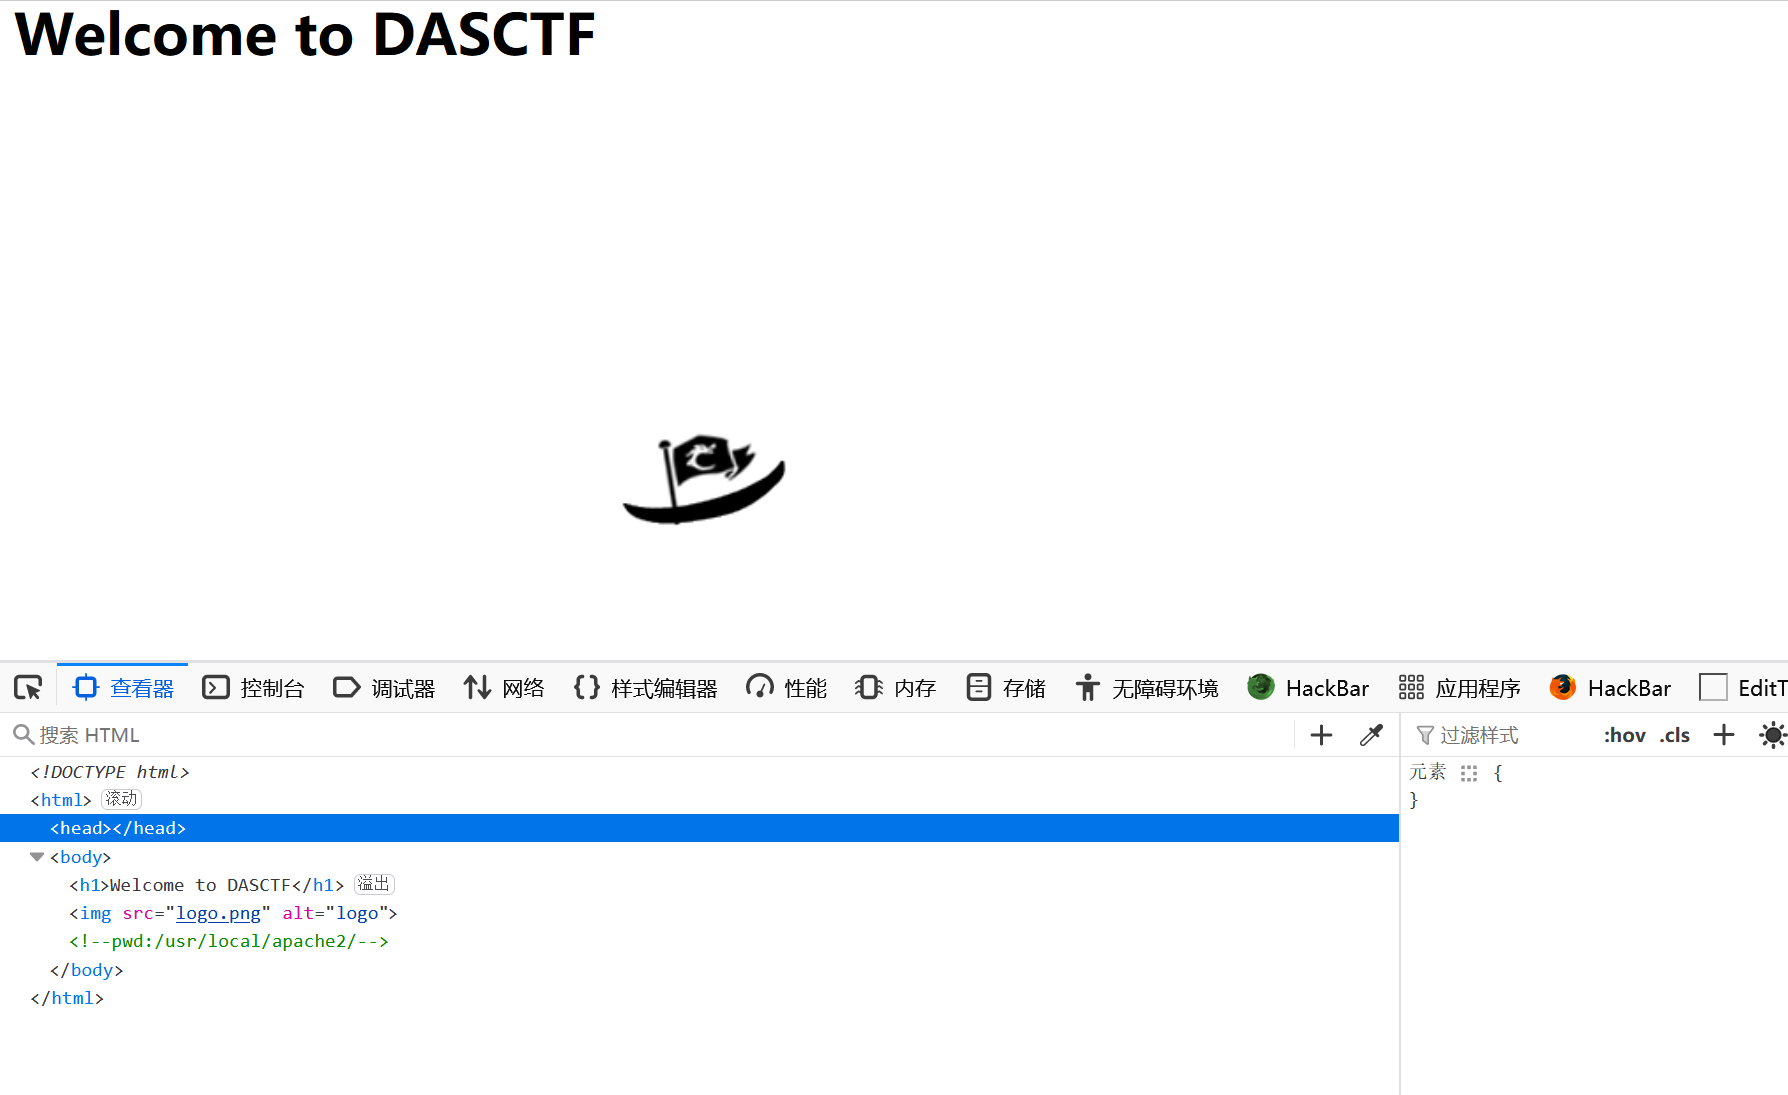 Welcome to DASCTF
查看器 控制台 调试器 网络 样式编辑器 性能 内存 存储 无障碍环境 HackBar 应用程序 HackBar EditT
搜索 HTML 过滤样式 :hov .cls
<!DOCTYPE html>
<html> 滚动
<head></head>
<body>
<h1>Welcome to DASCTF</h1> 溢出
<img src="logo.png" alt="logo">
<!--pwd:/usr/local/apache2/-->
</body>
</html>
元素 {
}